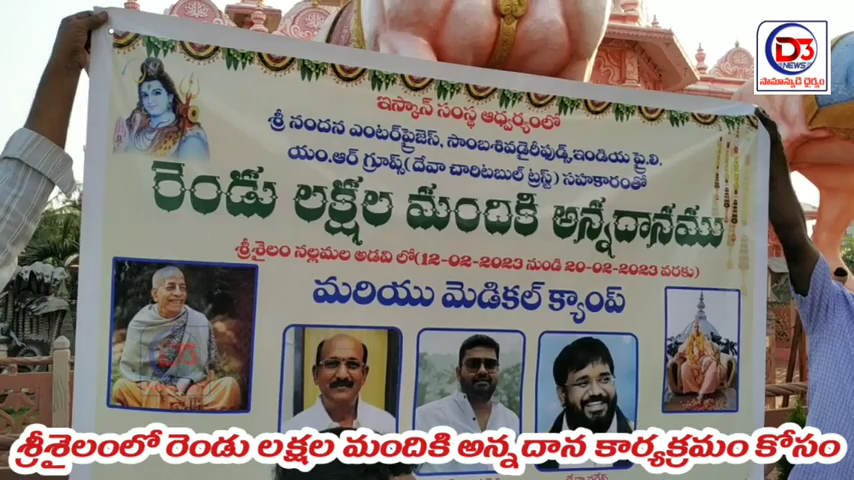 D3
NEWS
సామాన్యుడి ధైర్యం
ఇస్కాన్ సంస్థ ఆధ్వర్యంలో
శ్రీ నందన ఎంటర్‌ప్రైజెస్, సాంబశివడైరీపుడ్స్ ఇండియా ప్రై.లి.
యం.ఆర్ గ్రూప్స్(దేవా చారిటబుల్ ట్రస్ట్) సహకారంతో
రెండు లక్షల మందికి అన్నదానము
శ్రీశైలం నల్లమల అడవి లో(12-02-2023 నుండి 20-02-2023 వరకు)
మరియు మెడికల్ క్యాంప్
D3
శ్రీశైలంలో రెండు లక్షల మందికి అన్నదాన కార్యక్రమం కోసం